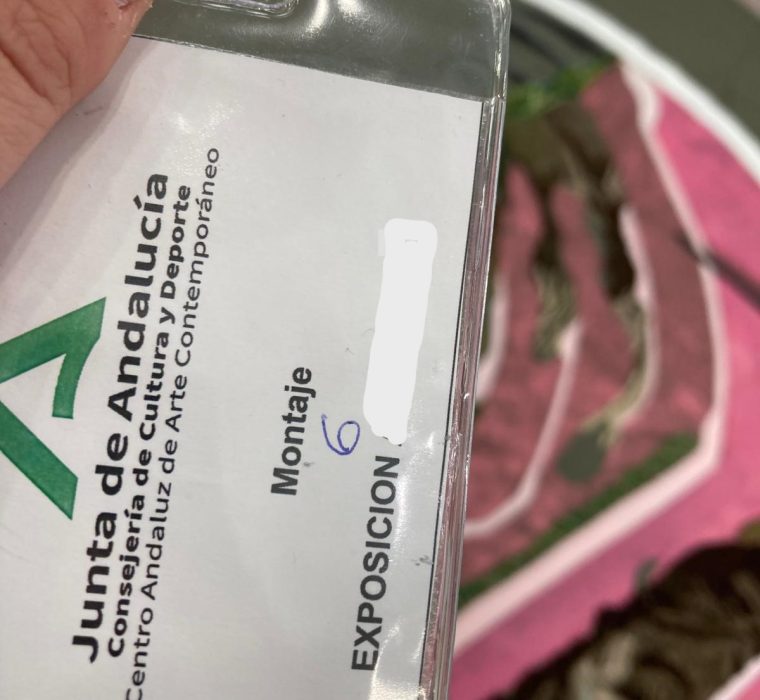 Junta de Andalucía
Consejería de Cultura y Deporte
Centro Andaluz de Arte Contemporáneo
Montaje
6
EXPOSICION